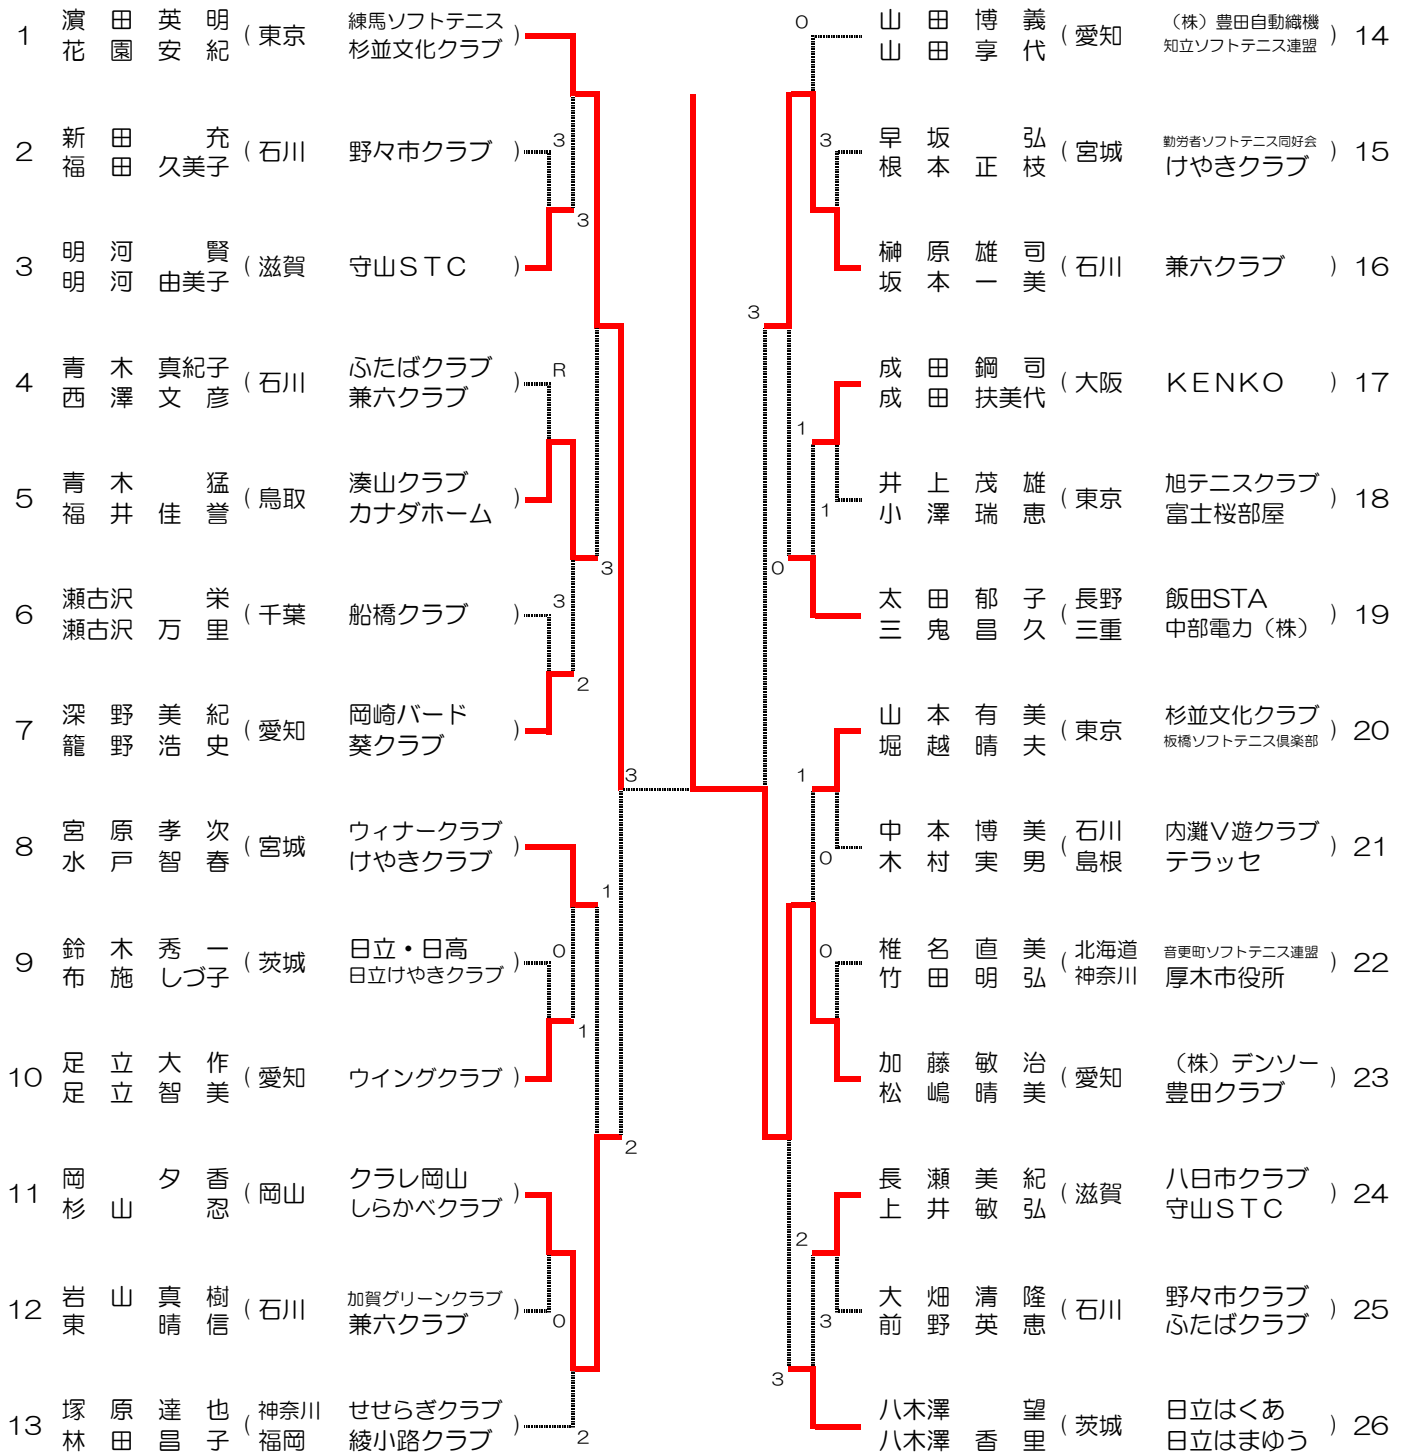 1 濵田英明 (東京 練馬ソフトテニス)
花園安紀 杉並文化クラブ
3
2 新田充 (石川 野々市クラブ)
福田久美子
3
3 明河賢 (滋賀 守山STC)
明河由美子
R
4 青木真紀子 (石川 ふたばクラブ)
西澤文彦 兼六クラブ
5 青木猛 (鳥取 湊山クラブ)
福井佳誉 カナダホーム
3
3
6 瀬古沢栄 (千葉 船橋クラブ)
瀬古沢万里
2
7 深野美紀 (愛知 岡崎バード)
籠野浩史 葵クラブ
3
8 宮原孝次 (宮城 ウィナークラブ)
水戸智春 けやきクラブ
1
0
9 鈴木秀一 (茨城 日立・日高)
布施しづ子 日立けやきクラブ
1
10 足立大作 (愛知 ウイングクラブ)
足立智美
2
11 岡夕香 (岡山 クラレ岡山)
杉山忍 しらかべクラブ
12 岩山真樹 (石川 加賀グリーンクラブ)
東晴信 兼六クラブ
0
13 塚原達也 (神奈川 せせらぎクラブ)
林田昌子 福岡 綾小路クラブ
2
0
山田博義 (愛知 (株)豊田自動織機) 14
山田享代 知立ソフトテニス連盟
3
早坂弘 (宮城 勤労者ソフトテニス同好会) 15
根本正枝 けやきクラブ
榊原雄司 (石川 兼六クラブ) 16
坂本一美
3
成田鋼司 (大阪 KENKO) 17
成田扶美代
1
井上茂雄 (東京 旭テニスクラブ) 18
小澤瑞恵 富士桜部屋
1
0
太田郁子 (長野 飯田STA) 19
三鬼昌久 三重 中部電力(株)
山本有美 (東京 杉並文化クラブ) 20
堀越晴夫 板橋ソフトテニス倶楽部
1
中本博美 (石川 内灘V遊クラブ) 21
木村実男 島根 テラッセ
0
0
椎名直美 (北海道 音更町ソフトテニス連盟) 22
竹田明弘 神奈川 厚木市役所
加藤敏治 (愛知 (株)デンソー) 23
松嶋晴美 豊田クラブ
長瀬美紀 (滋賀 八日市クラブ) 24
上井敏弘 守山STC
2
大畑清隆 (石川 野々市クラブ) 25
前野英恵 ふたばクラブ
3
3
八木澤望 (茨城 日立はくあ) 26
八木澤香里 日立はまゆう